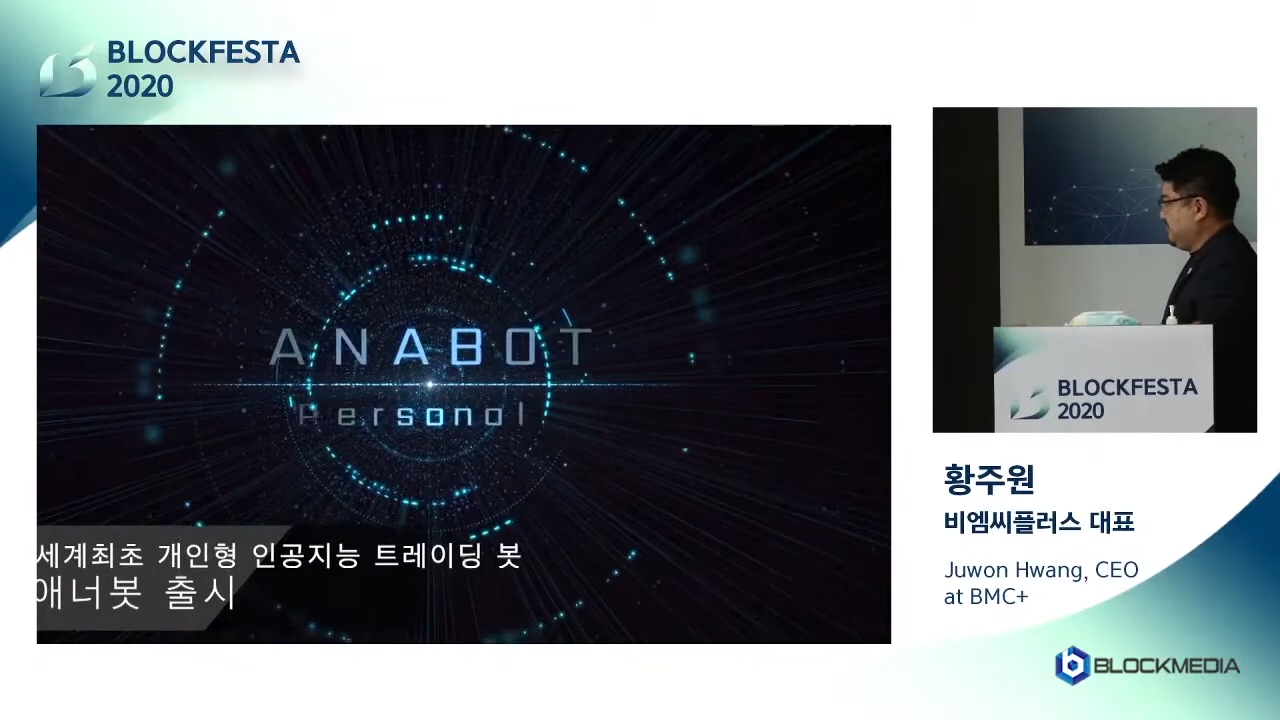 BLOCKFESTA
2020
ANABOT
Personal
세계최초 개인형 인공지능 트레이딩 봇
애너봇 출시
BLOCKFESTA
2020
황주원
비엠씨플러스 대표
Juwon Hwang, CEO
at BMC+
BLOCKMEDIA